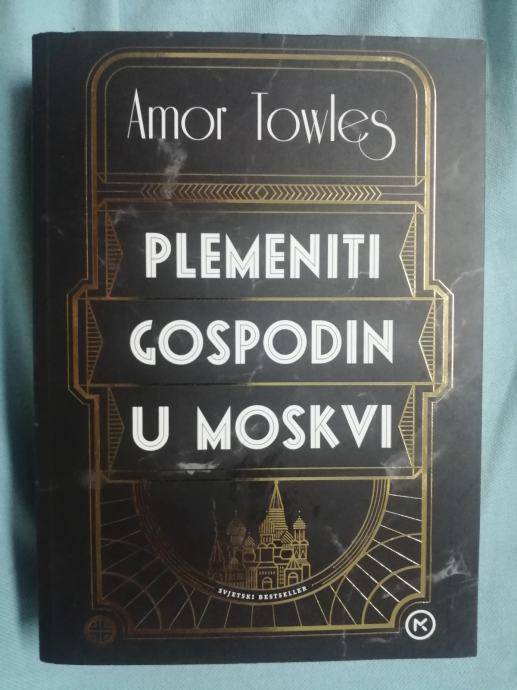 Amor Towles
PLEMENITI
GOSPODIN
U MOSKVI
SVJETSKI BESTSELLER
M